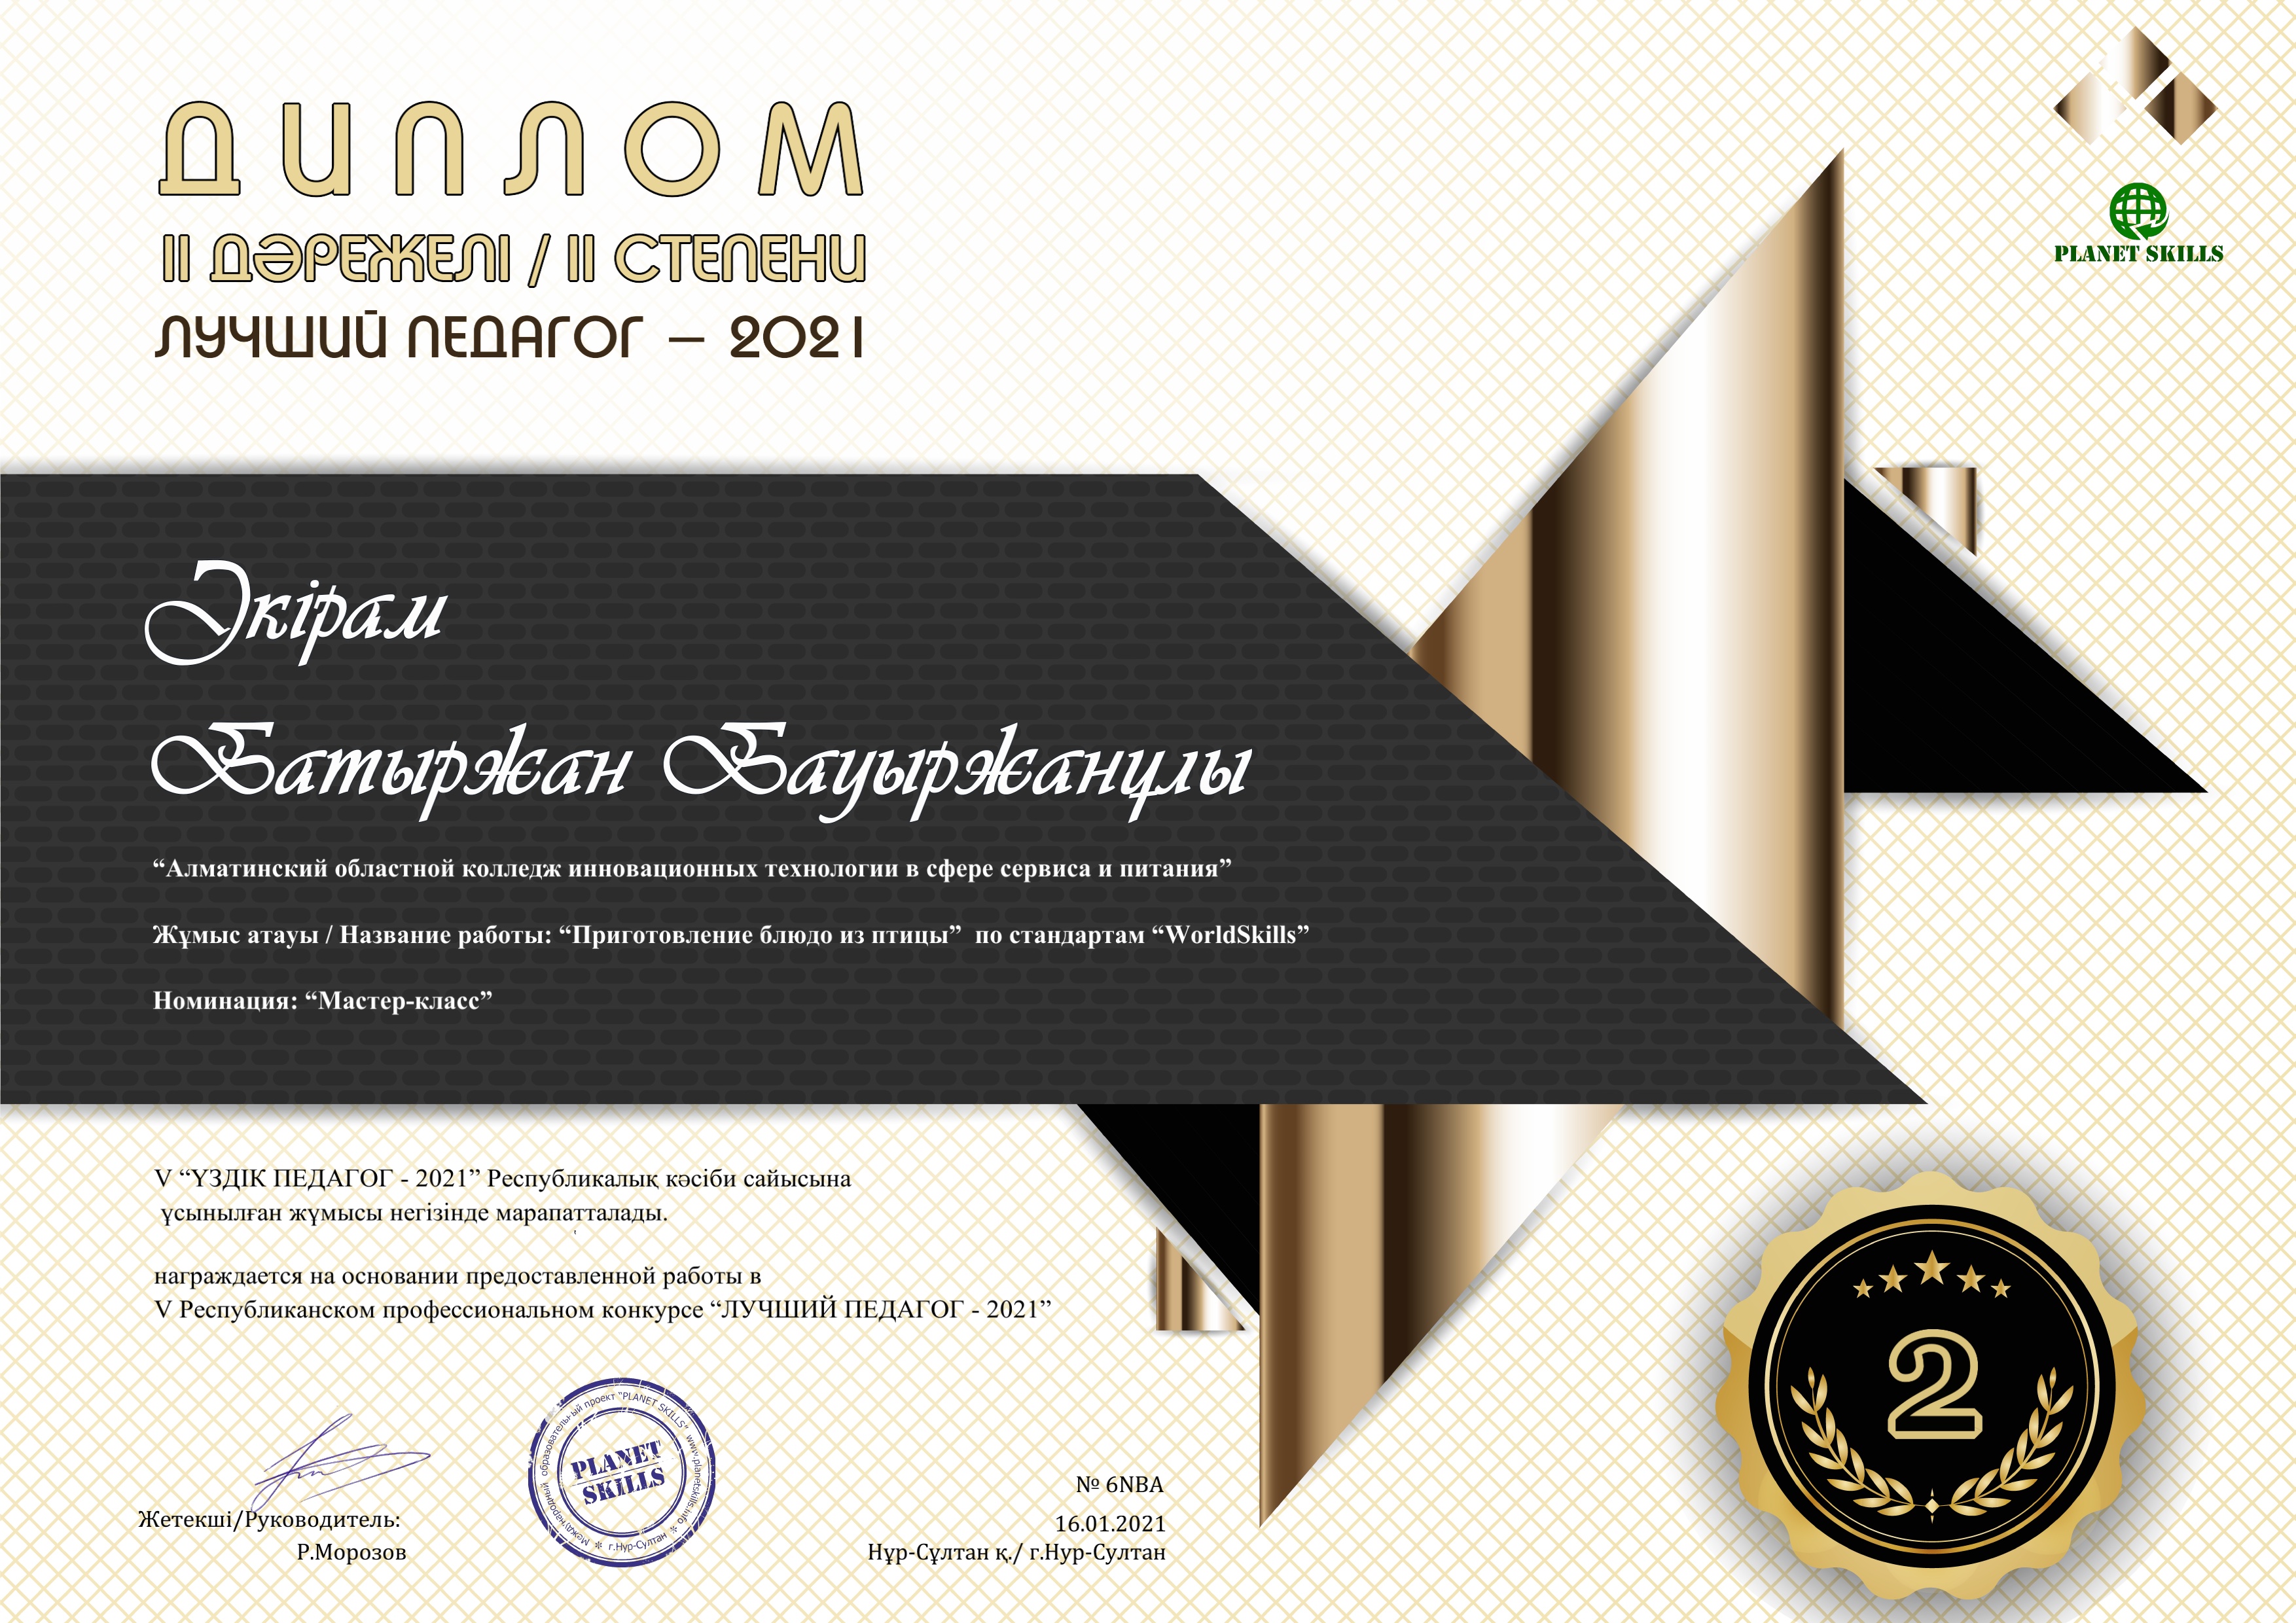 ДИПЛОМ
II ДӘРЕЖЕЛІ / II СТЕПЕНИ
ЛУЧШИЙ ПЕДАГОГ – 2021
PLANET SKILLS
Әкірам
Батыржан Бауыржанұлы
“Алматинский областной колледж инновационных технологии в сфере сервиса и питания”
Жұмыс атауы / Название работы: “Приготовление блюдо из птицы” по стандартам “WorldSkills”
Номинация: “Мастер-класс”
V “ҮЗДІК ПЕДАГОГ - 2021” Республикалық кәсіби сайысына
ұсынылған жұмысы негізінде марапатталады.
награждается на основании предоставленной работы в
V Республиканском профессиональном конкурсе “ЛУЧШИЙ ПЕДАГОГ - 2021”
Жетекші/Руководитель:
Р.Морозов
Международный образовательный проект “PLANET SKILLS” www.planetskills.info
г.Нур-Султан
PLANET
SKILLS
№ 6NBA
16.01.2021
Нұр-Сұлтан қ./ г.Нур-Султан
2